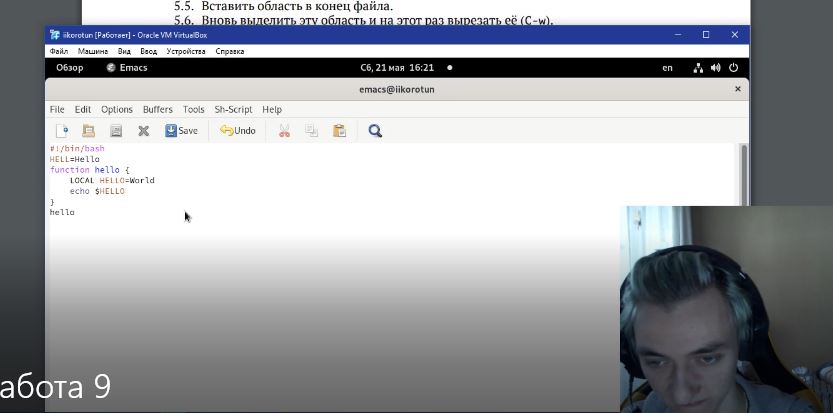 5.5. Вставить область в конец файла.
5.6. Вновь выделить эту область и на этот раз вырезать её (C-w).
iikorotun [Работает] - Oracle VM VirtualBox
Файл Машина Вид Ввод Устройства Справка
Обзор Emacs Сб, 21 мая 16:21 en
emacs@iikorotun
File Edit Options Buffers Tools Sh-Script Help
Save Undo
#!/bin/bash
HELL=Hello
function hello {
LOCAL HELLO=World
echo $HELLO
}
hello
абота 9